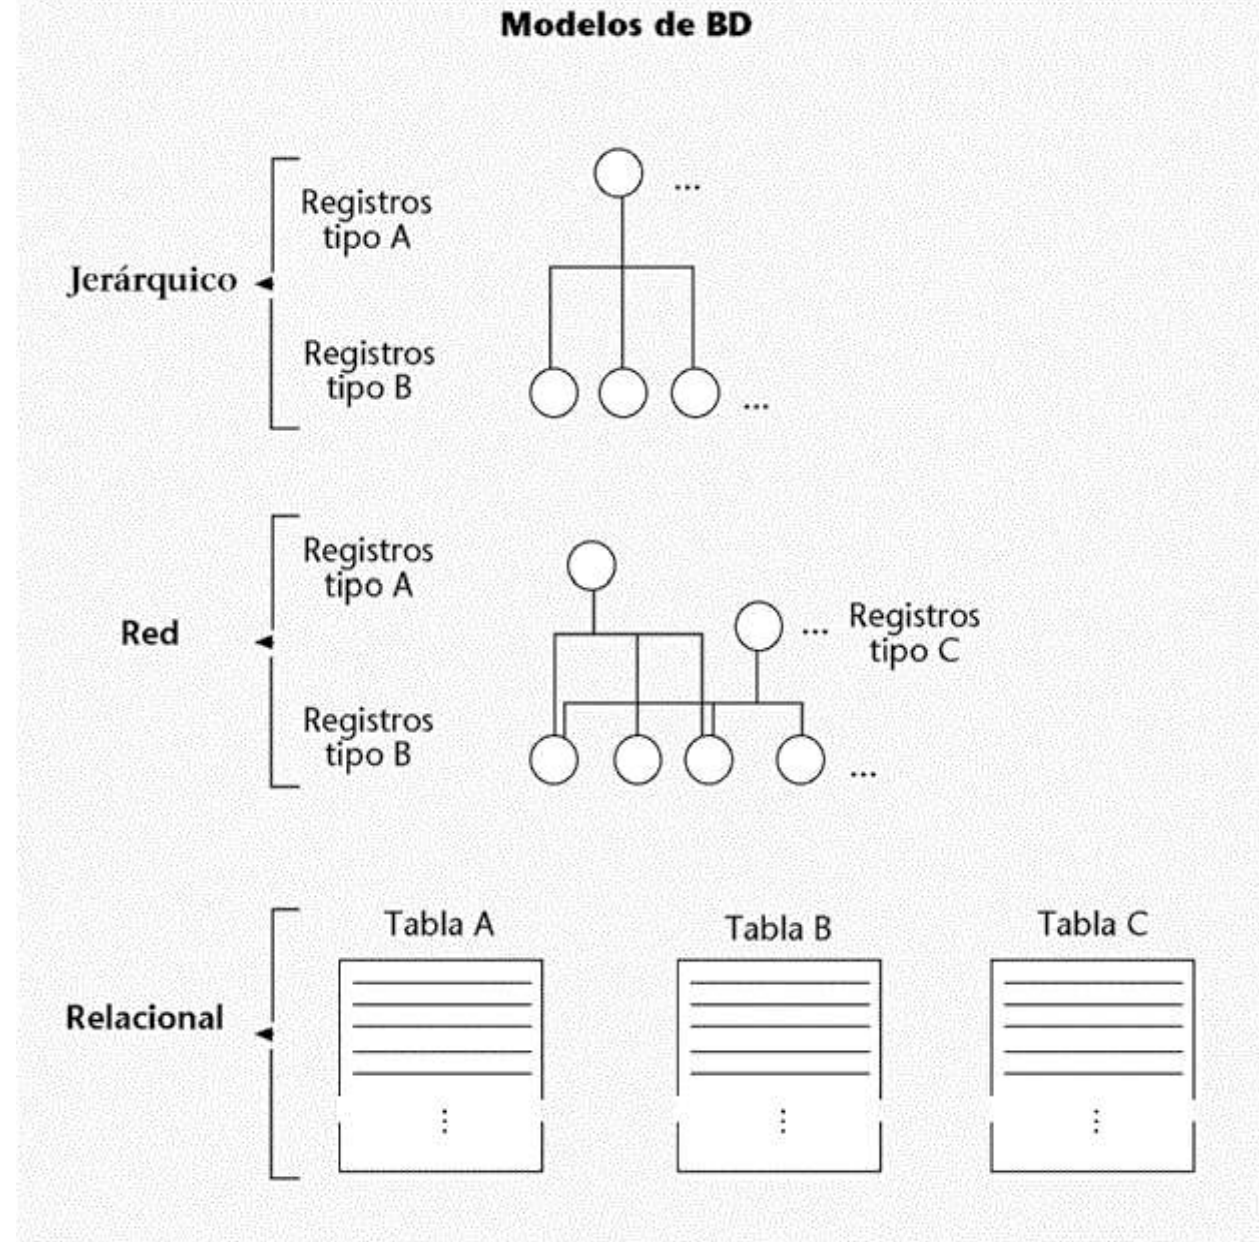 Modelos de BD
Jerárquico
Registros
tipo A
...
Registros
tipo B
...
Red
Registros
tipo A
... Registros
tipo C
Registros
tipo B
...
Relacional
Tabla A
Tabla B
Tabla C